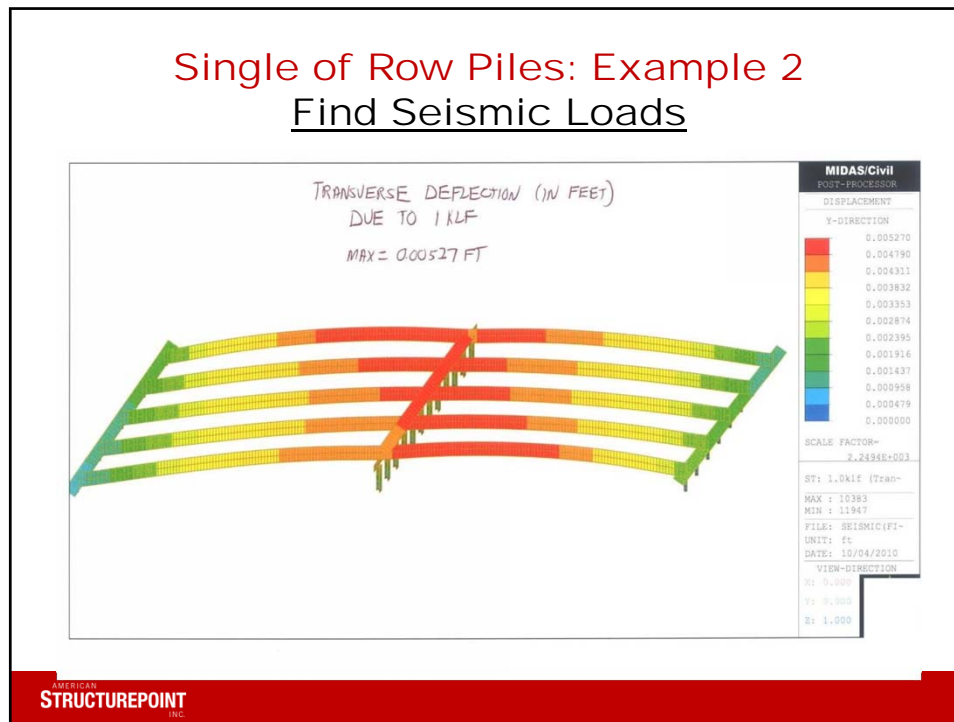 Single of Row Piles: Example 2
Find Seismic Loads
TRANSVERSE DEFLECTION (IN FEET)
DUE TO 1 KLF
MAX = 0.00527 FT
MIDAS/Civil
POST-PROCESSOR
DISPLACEMENT
Y-DIRECTION
0.005270
0.004790
0.004311
0.003832
0.003353
0.002874
0.002395
0.001916
0.001437
0.000958
0.000479
0.000000
SCALE FACTOR=
2.2494E+003
ST: 1.0klf (Tran~
MAX : 10383
MIN : 11947
FILE: SEISMIC(FI~
UNIT: ft
DATE: 10/04/2010
VIEW-DIRECTION
X: 0.000
Y: 0.000
Z: 1.000
AMERICAN
STRUCTUREPOINT
INC.